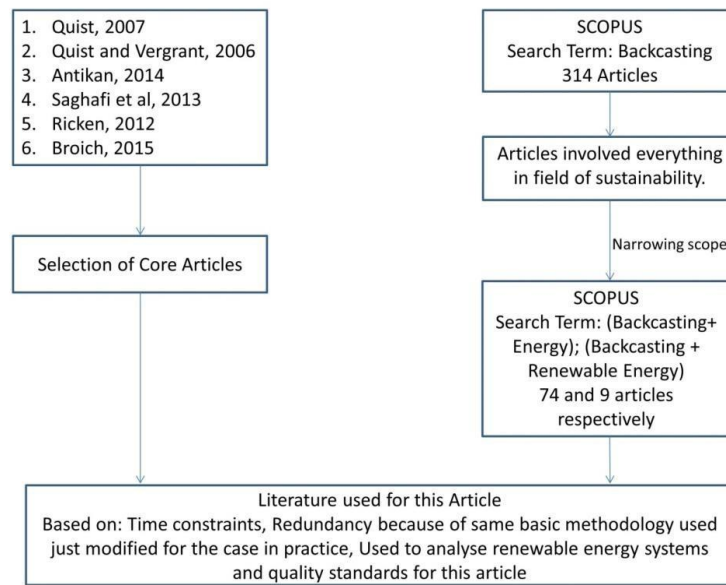 1. Quist, 2007
2. Quist and Vergrant, 2006
3. Antikan, 2014
4. Saghafi et al, 2013
5. Ricken, 2012
6. Broich, 2015
Selection of Core Articles
SCOPUS
Search Term: Backcasting
314 Articles
Articles involved everything
in field of sustainability.
Narrowing scope
SCOPUS
Search Term: (Backcasting+
Energy); (Backcasting +
Renewable Energy)
74 and 9 articles
respectively
Literature used for this Article
Based on: Time constraints, Redundancy because of same basic methodology used
just modified for the case in practice, Used to analyse renewable energy systems
and quality standards for this article